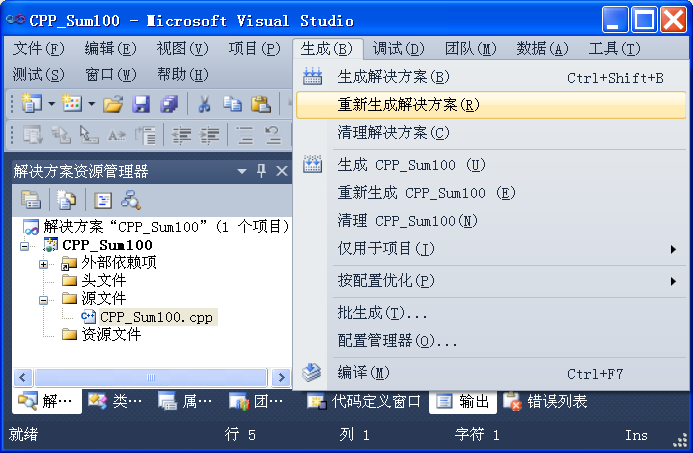 CPP_Sum100 - Microsoft Visual Studio
文件(F) 编辑(E) 视图(V) 项目(P) 生成(B) 调试(D) 团队(M) 数据(A) 工具(T)
测试(S) 窗口(W) 帮助(H)
生成解决方案(B) Ctrl+Shift+B
重新生成解决方案(R)
清理解决方案(C)
生成 CPP_Sum100 (U)
重新生成 CPP_Sum100 (E)
清理 CPP_Sum100(N)
仅用于项目(J)
按配置优化(P)
批生成(T)...
配置管理器(O)...
编译(M) Ctrl+F7
解决方案资源管理器
解决方案“CPP_Sum100”(1 个项目)
CPP_Sum100
外部依赖项
头文件
源文件
CPP_Sum100.cpp
资源文件
解… 类… 属… 团… 代码定义窗口 输出 错误列表
就绪 行 5 列 1 字符 1 Ins